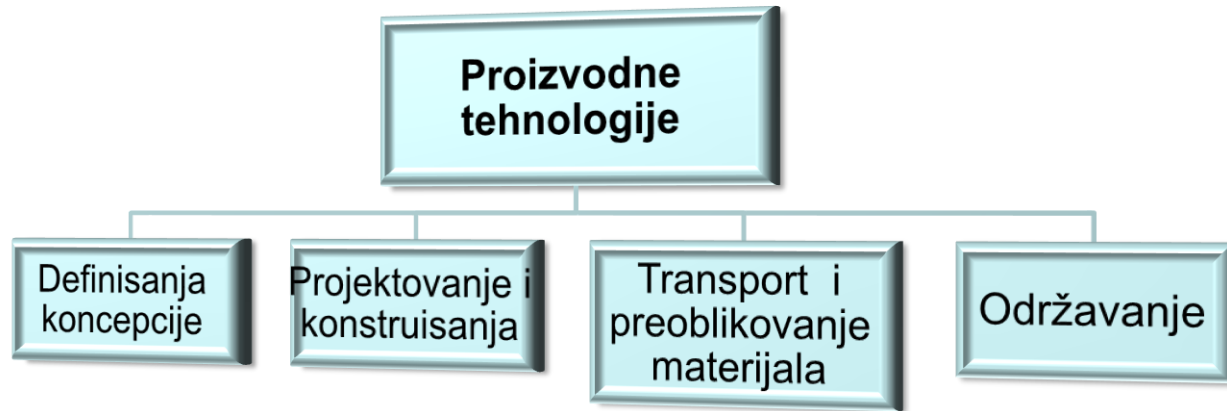 Proizvodne
tehnologije
Definisanja
koncepcije
Projektovanje i
konstruisanja
Transport i
preoblikovanje
materijala
Održavanje